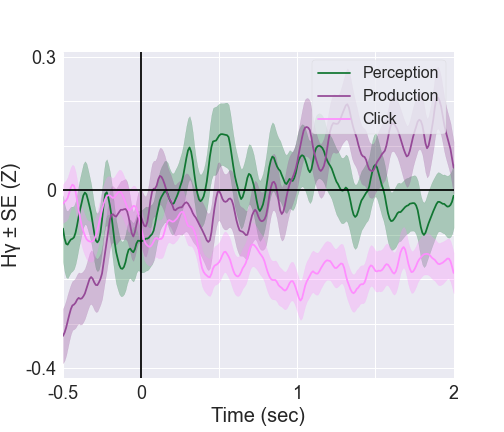 0.3
Perception
Production
Click
0
Hγ ± SE (Z)
-0.4
-0.5 0 1 2
Time (sec)